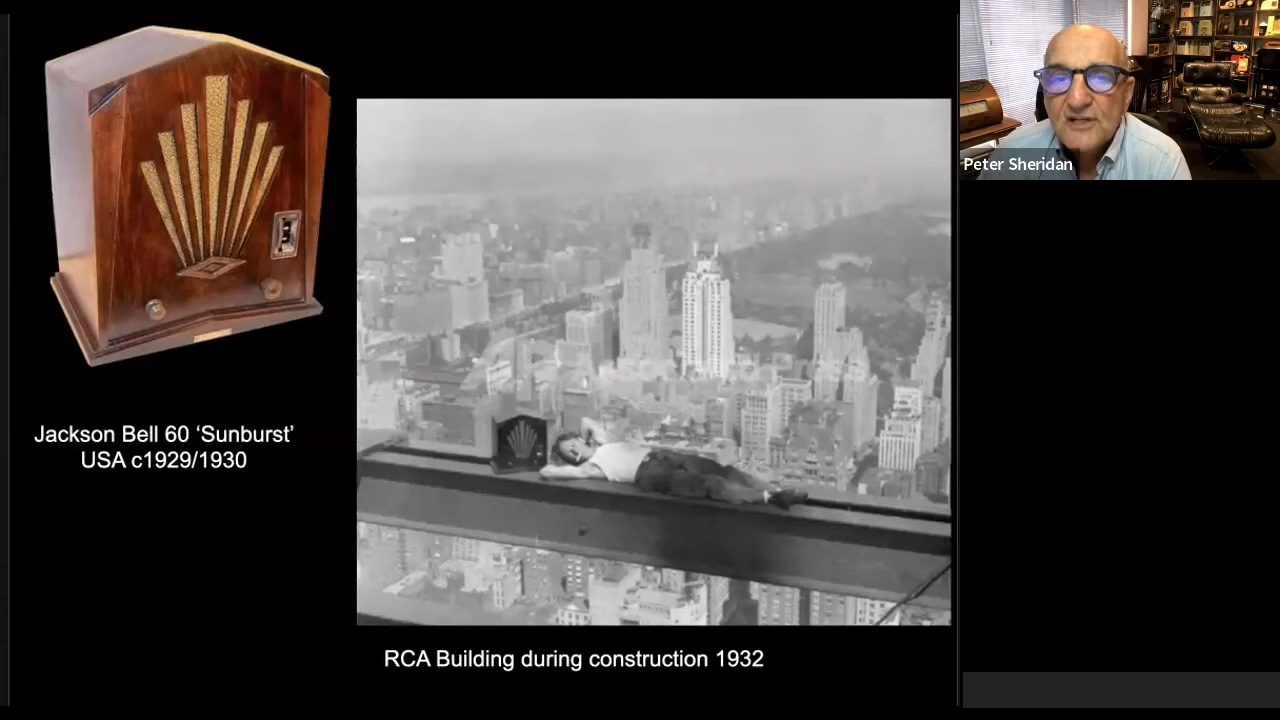 Peter Sheridan
Jackson Bell 60 ‘Sunburst’
USA c1929/1930
RCA Building during construction 1932